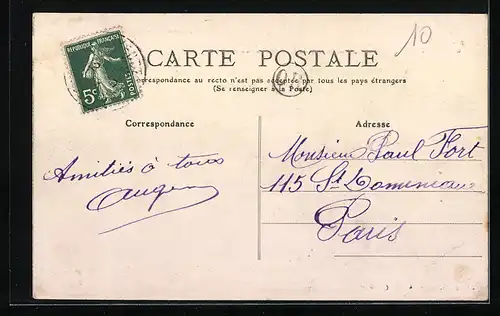 RÉPUBLIQUE FRANÇAISE
POSTES
5c
10
CARTE POSTALE
Correspondance au recto n'est pas acceptée par tous les pays étrangers
(Se renseigner à la Poste)
Correspondance
Amitiés à tous
Adresse
Monsieur Paul Fort
115 St Dominique
Paris